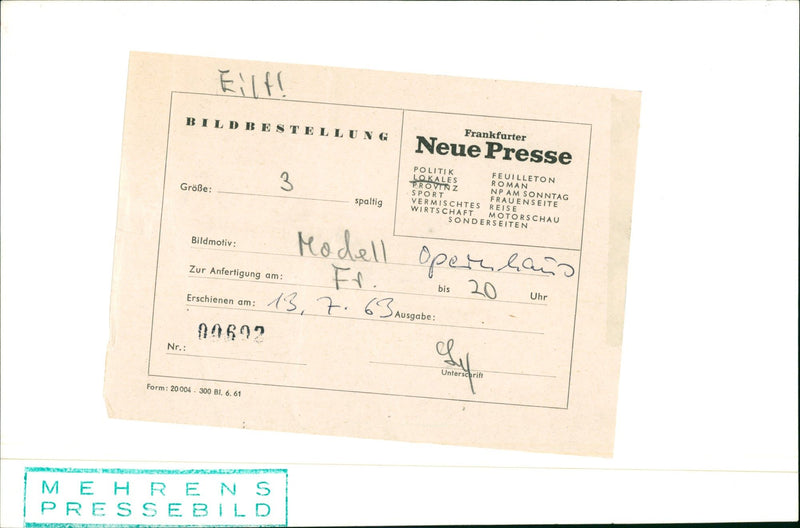 Eilt!
BILDBESTELLUNG
Größe: 3 spaltig
Frankfurter
Neue Presse
POLITIK
LOKALES
PROVINZ
SPORT
VERMISCHTES
WIRTSCHAFT
FEUILLETON
ROMAN
NP AM SONNTAG
FRAUENSEITE
REISE
MOTORSCHAU
SONDERSEITEN
Bildmotiv: Modell Opernhaus
Zur Anfertigung am: Fr. bis 20 Uhr
Erschienen am: 13. 7. 63 Ausgabe:
00692
Nr.:
Unterschrift
Form: 20004 - 300 Bl. 6. 61
MEHRENS
PRESSEBILD